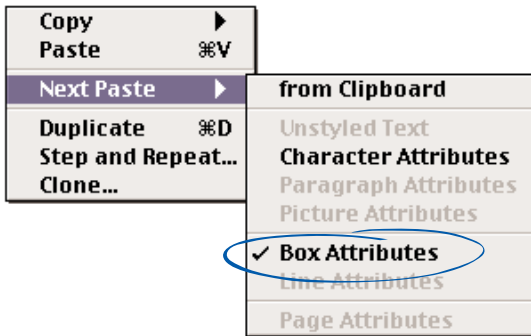 Copy
Paste ⌘V
Next Paste
Duplicate ⌘D
Step and Repeat...
Clone...
from Clipboard
Unstyled Text
Character Attributes
Paragraph Attributes
Picture Attributes
✓ Box Attributes
Line Attributes
Page Attributes